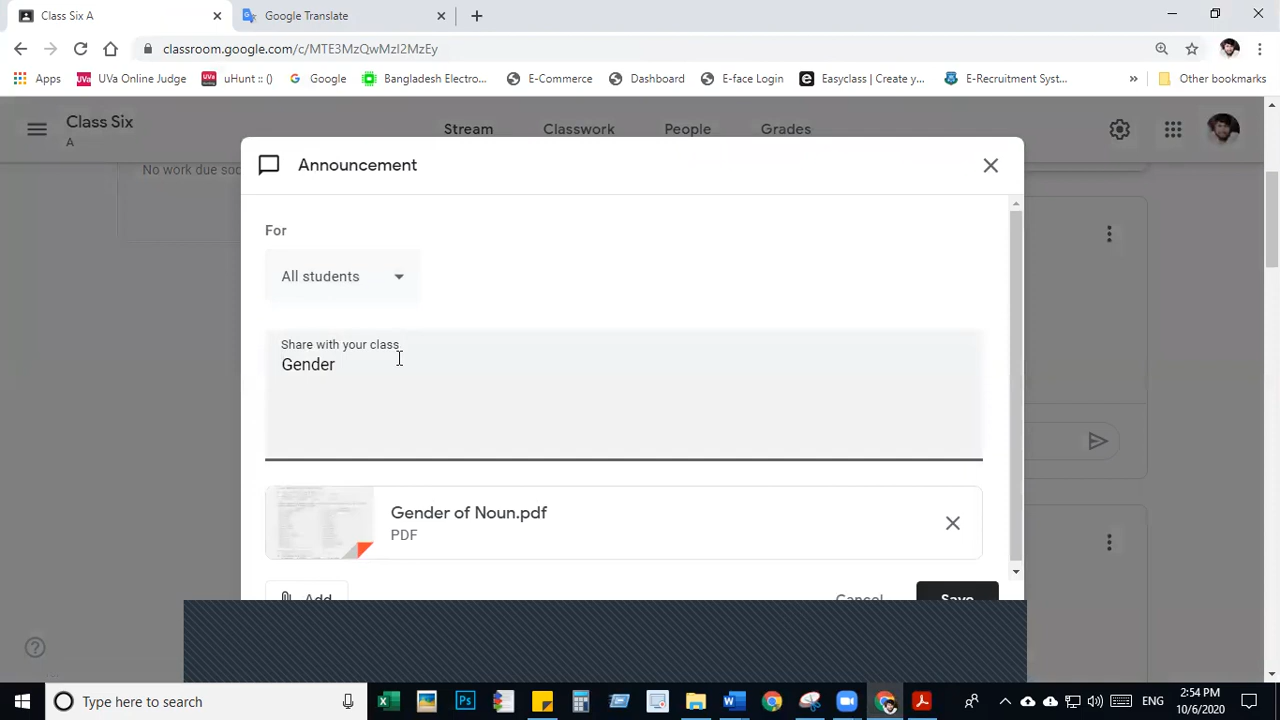 Class Six A
Google Translate
classroom.google.com/c/MTE3MzQwMzI2MzEy
Apps
UVa Online Judge
uHunt :: ()
Google
Bangladesh Electro...
E-Commerce
Dashboard
E-face Login
Easyclass | Create y...
E-Recruitment Syst...
»
Other bookmarks
Class Six
A
Stream
Classwork
People
Grades
No work due soo
Announcement
For
All students
Share with your class
Gender
Gender of Noun.pdf
PDF
Add
Cancel
Save
Type here to search
ENG
2:54 PM
10/6/2020